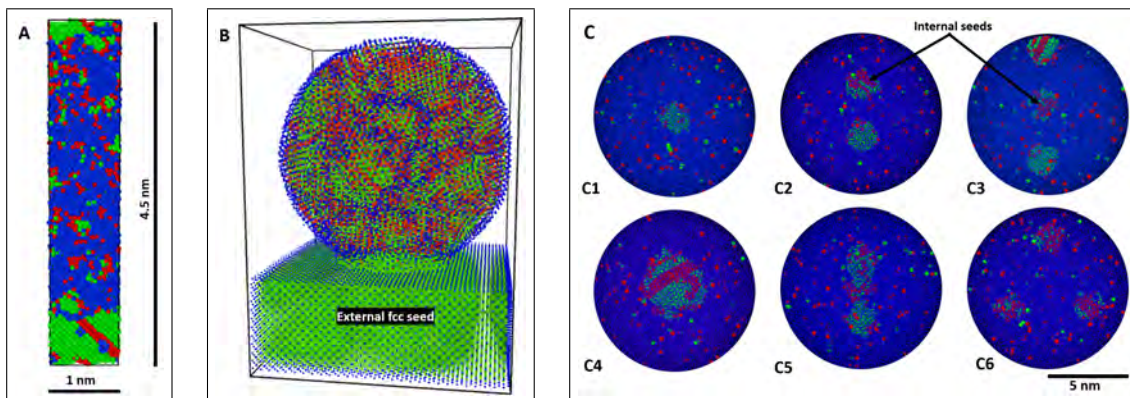 A
4.5 nm
1 nm
B
External fcc seed
C
Internal seeds
C1
C2
C3
C4
C5
C6
5 nm